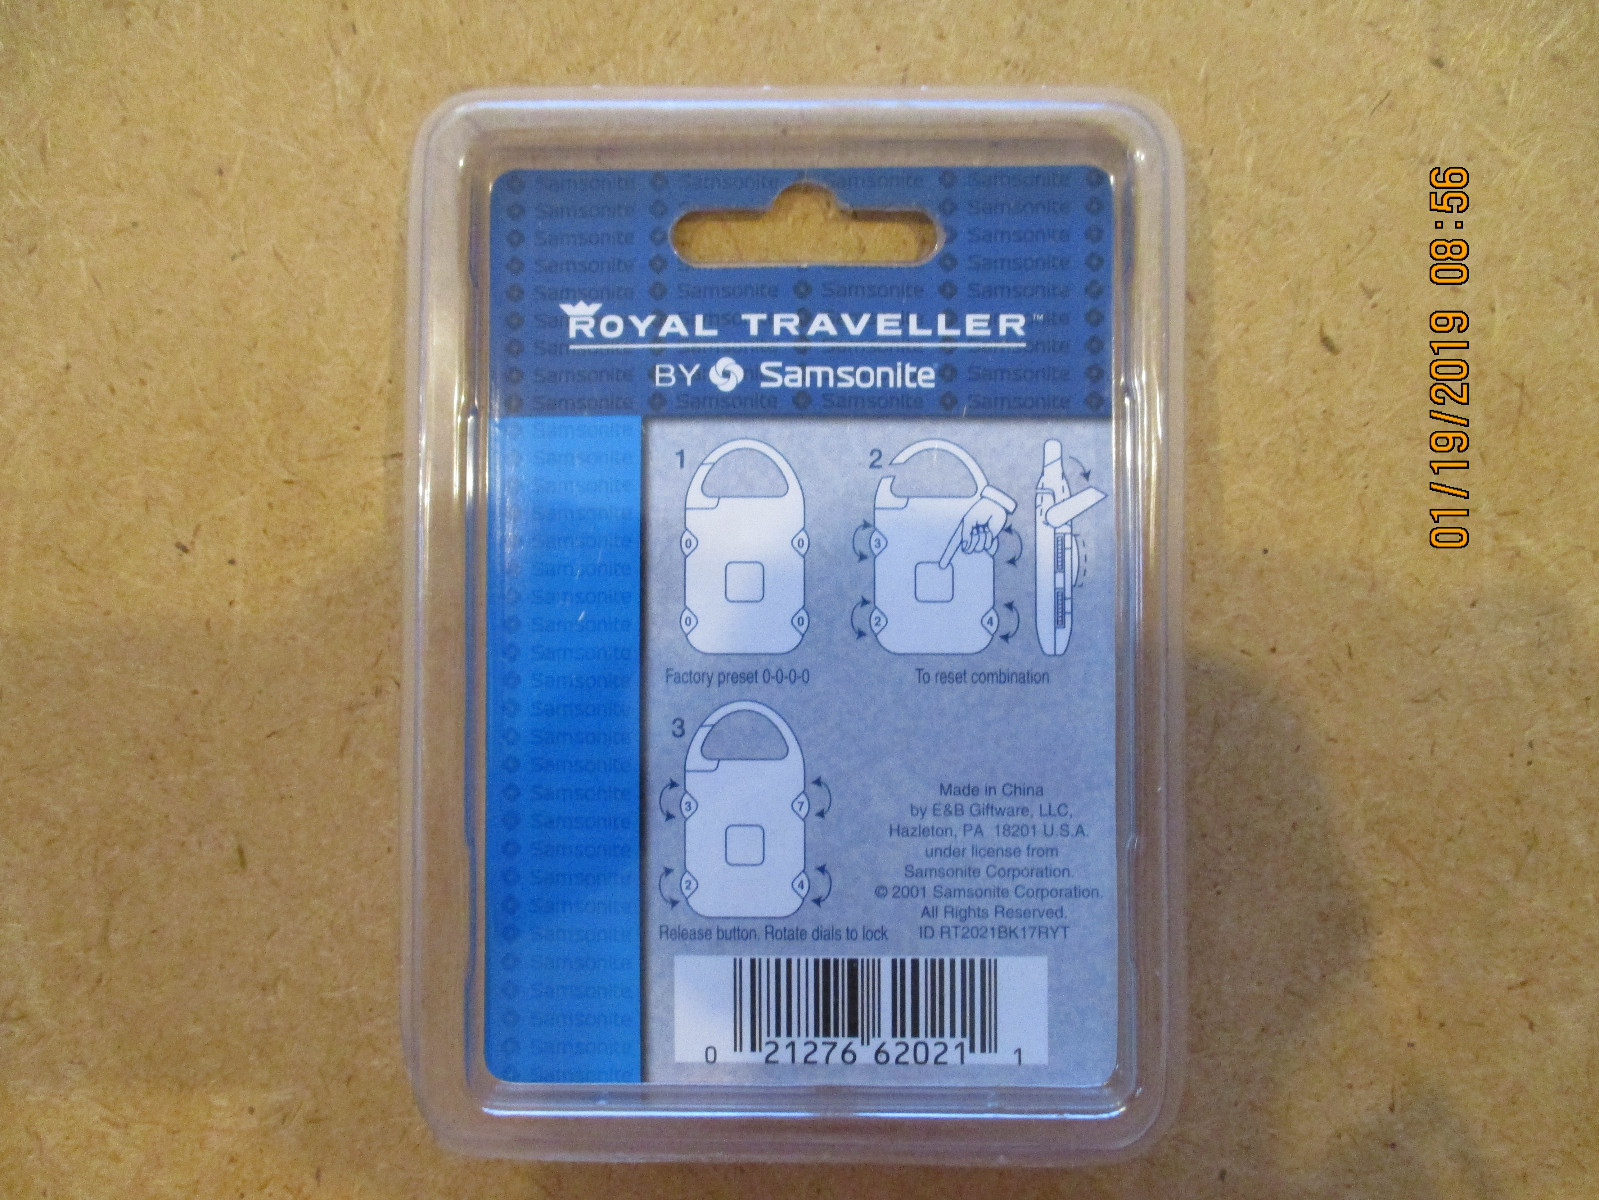 ROYAL TRAVELLER™
BY Samsonite
1
0 0
0 0
Factory preset 0-0-0-0
2
3
2 4
To reset combination
3
3 7
2 4
Release button. Rotate dials to lock
Made in China
by E&B Giftware, LLC,
Hazleton, PA 18201 U.S.A.
under license from
Samsonite Corporation.
© 2001 Samsonite Corporation.
All Rights Reserved.
ID RT2021BK17RYT
0 21276 62021 1
01/19/2019 08:56